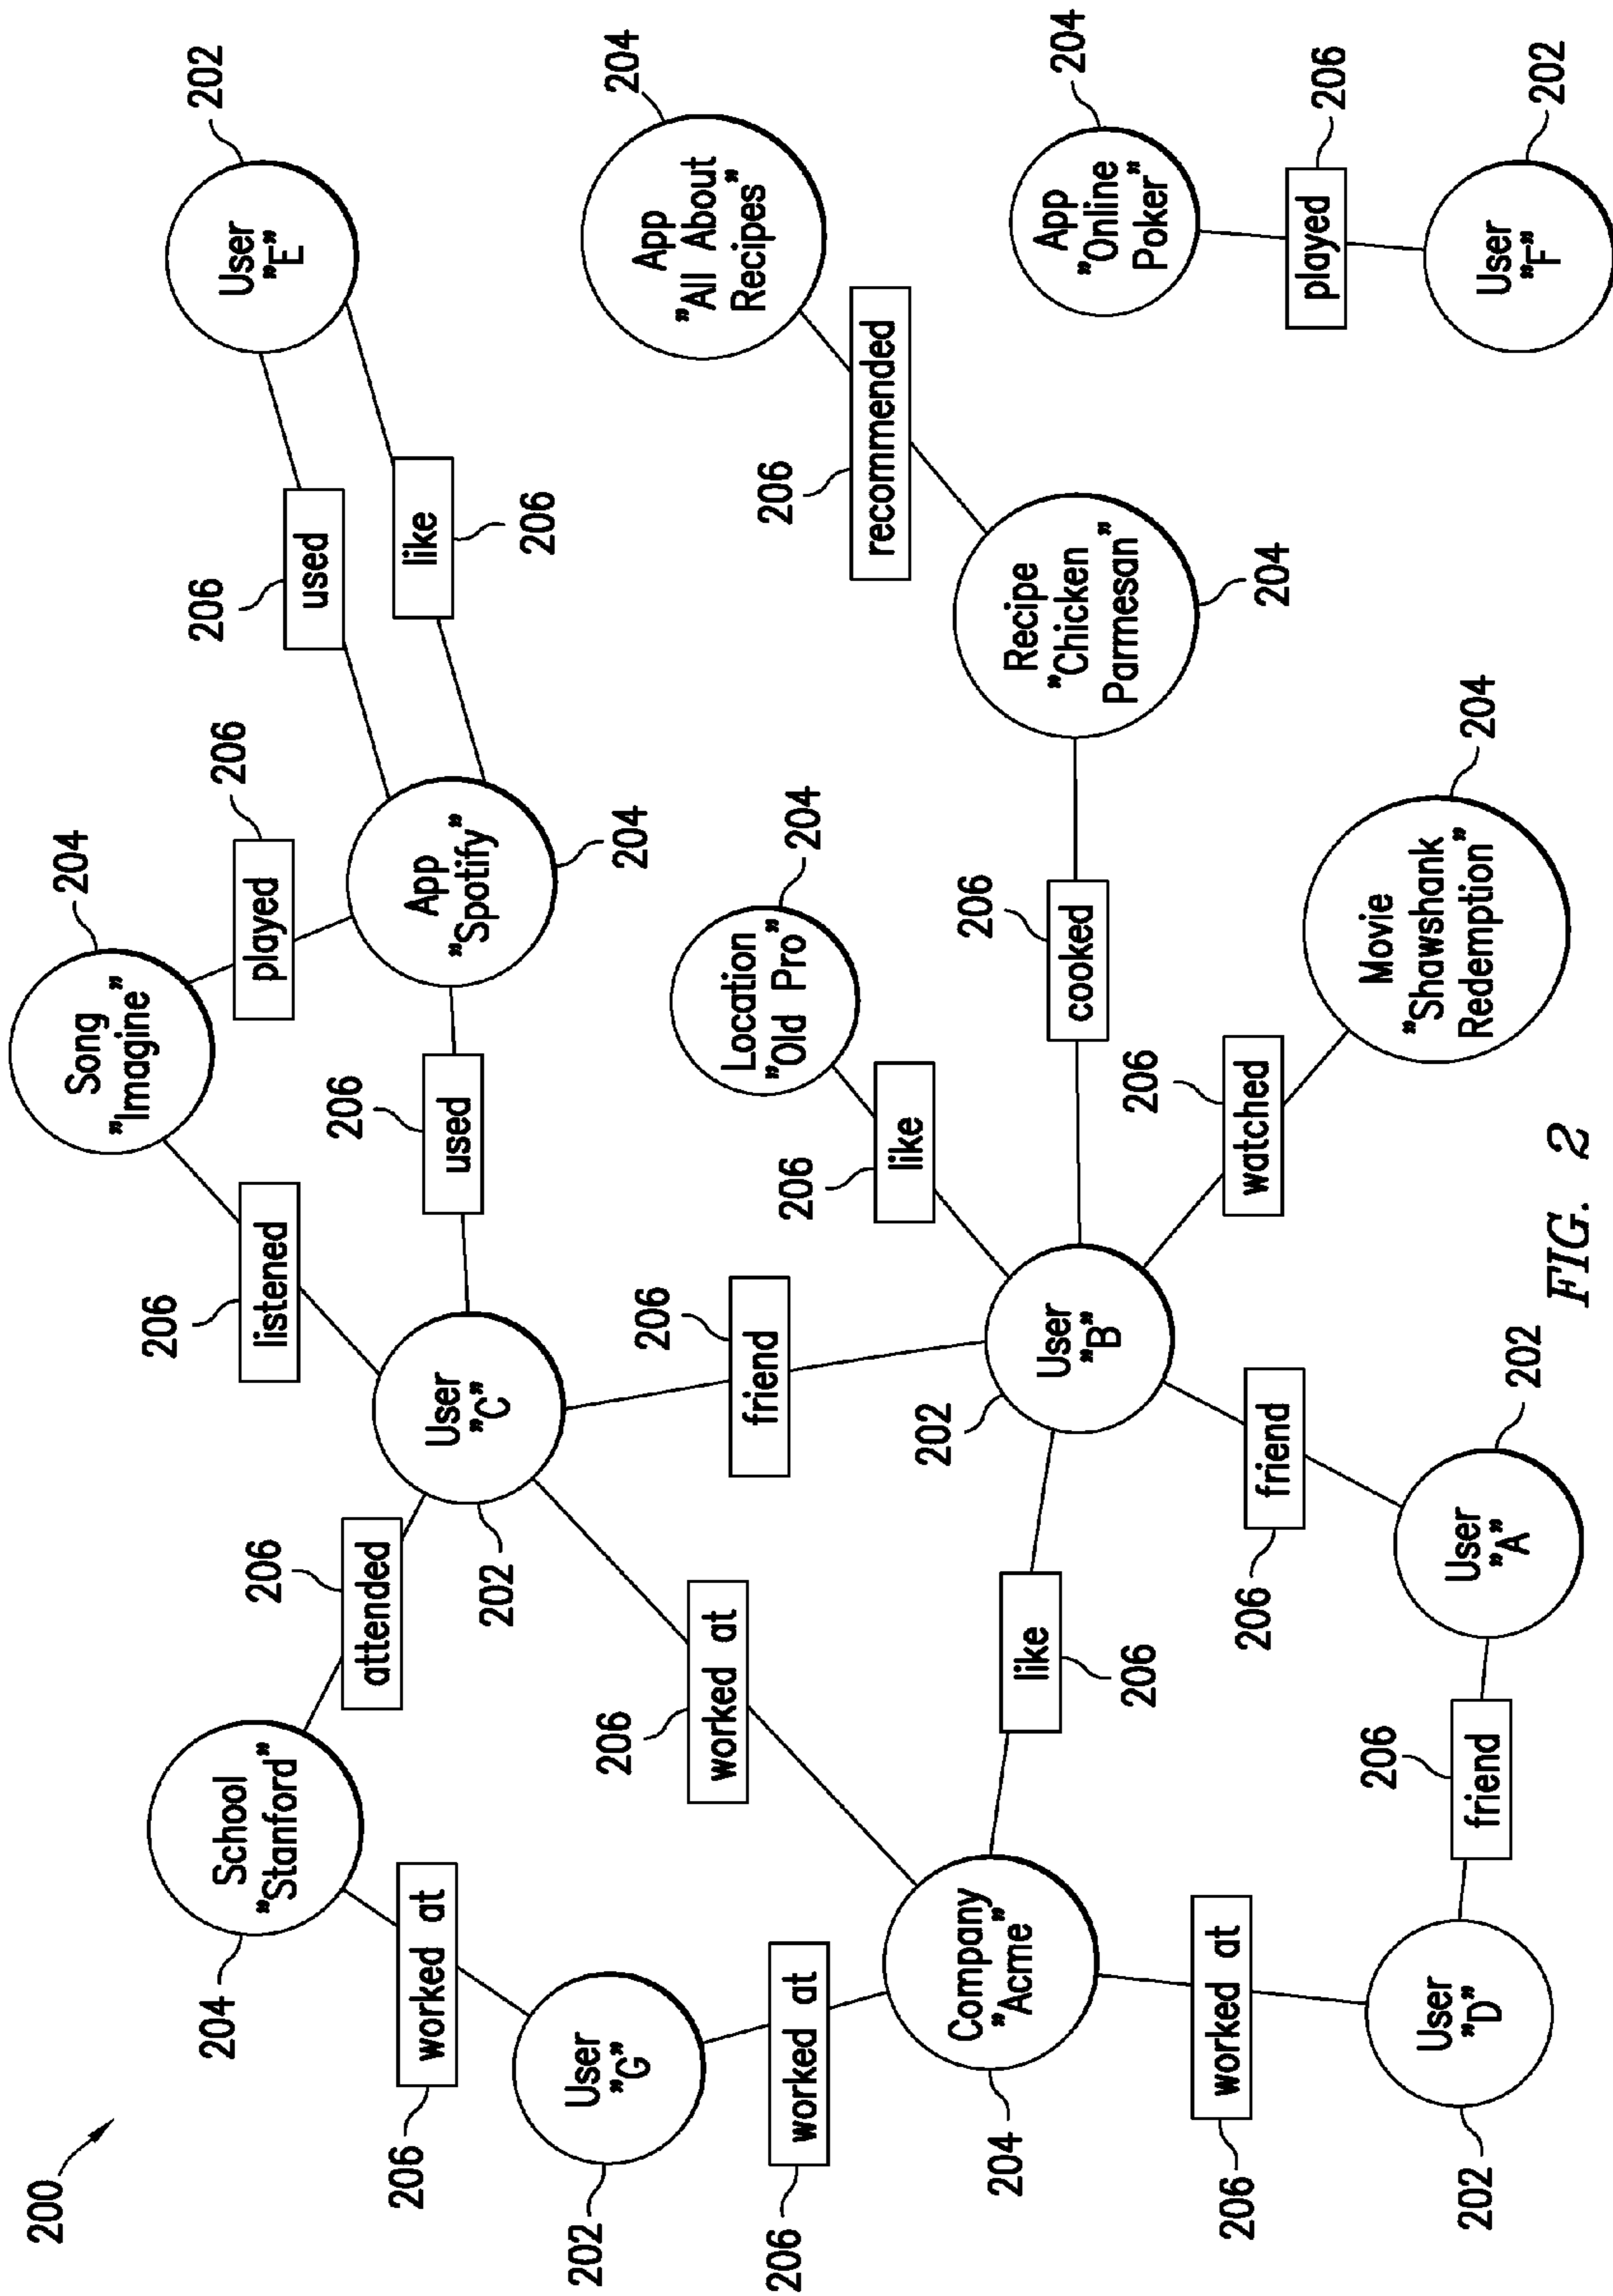 200
School
”Stanford”
204
attended
206
listened
206
Song
”Imagine”
204
played
206
User
”E”
202
used
206
like
206
worked at
206
User
”G”
202
User
”C”
202
used
206
App
”Spotify”
204
App
”All About
Recipes”
204
worked at
206
worked at
206
friend
206
Location
”Old Pro”
204
like
206
recommended
206
Company
”Acme”
204
like
206
User
”B”
202
cooked
206
Recipe
”Chicken
Parmesan”
204
App
”Online
Poker”
204
worked at
206
friend
206
watched
206
played
206
User
”D”
202
friend
206
User
”A”
202
Movie
”Shawshank
Redemption”
204
User
”F”
202
FIG. 2